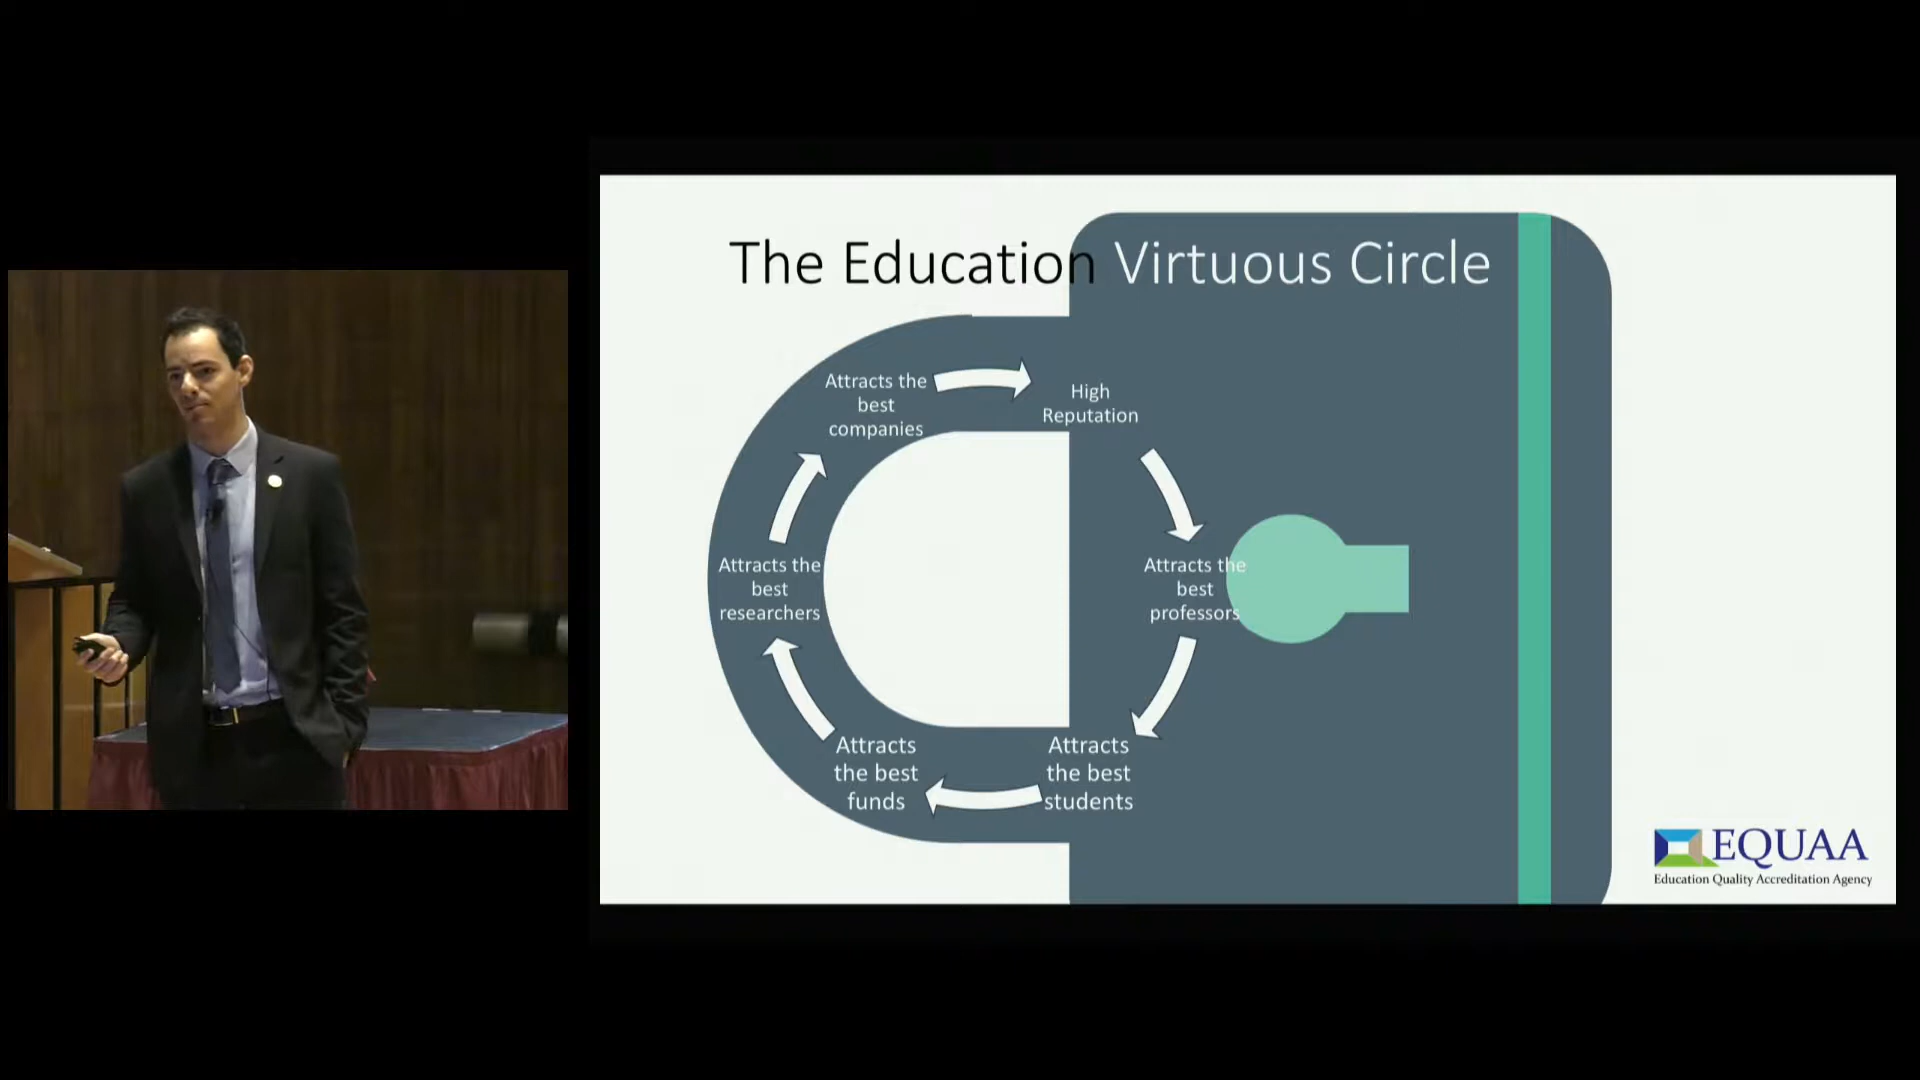 The Education Virtuous Circle
Attracts the
best
companies
High
Reputation
Attracts the
best
researchers
Attracts the
best
professors
Attracts
the best
funds
Attracts
the best
students
EQUAA
Education Quality Accreditation Agency